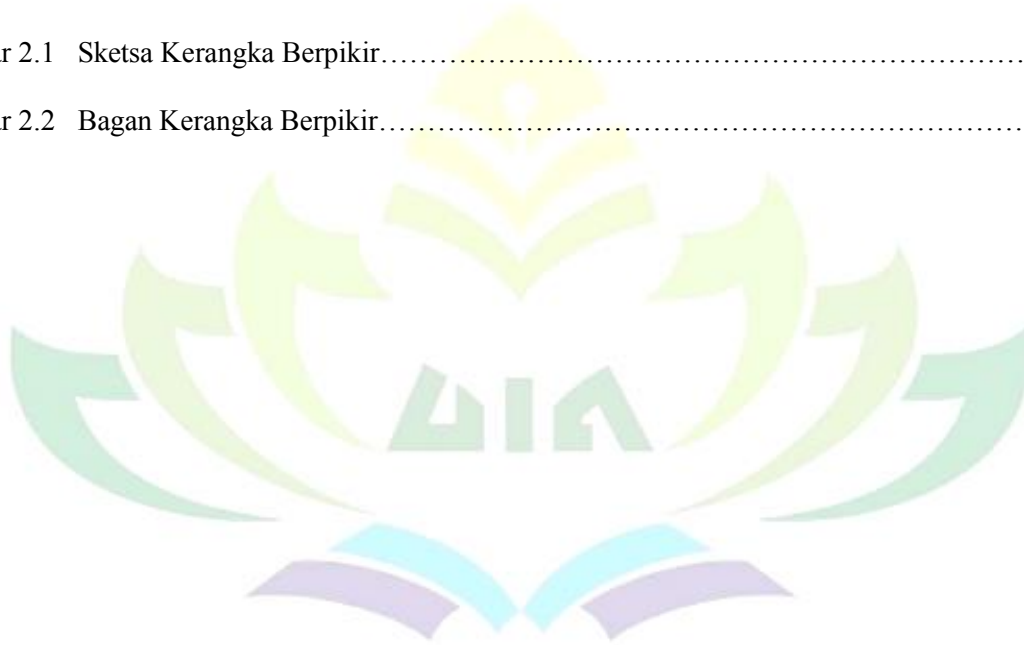 r 2.1 Sketsa Kerangka Berpikir……………………………………………………………
r 2.2 Bagan Kerangka Berpikir……………………………………………………………
UIN